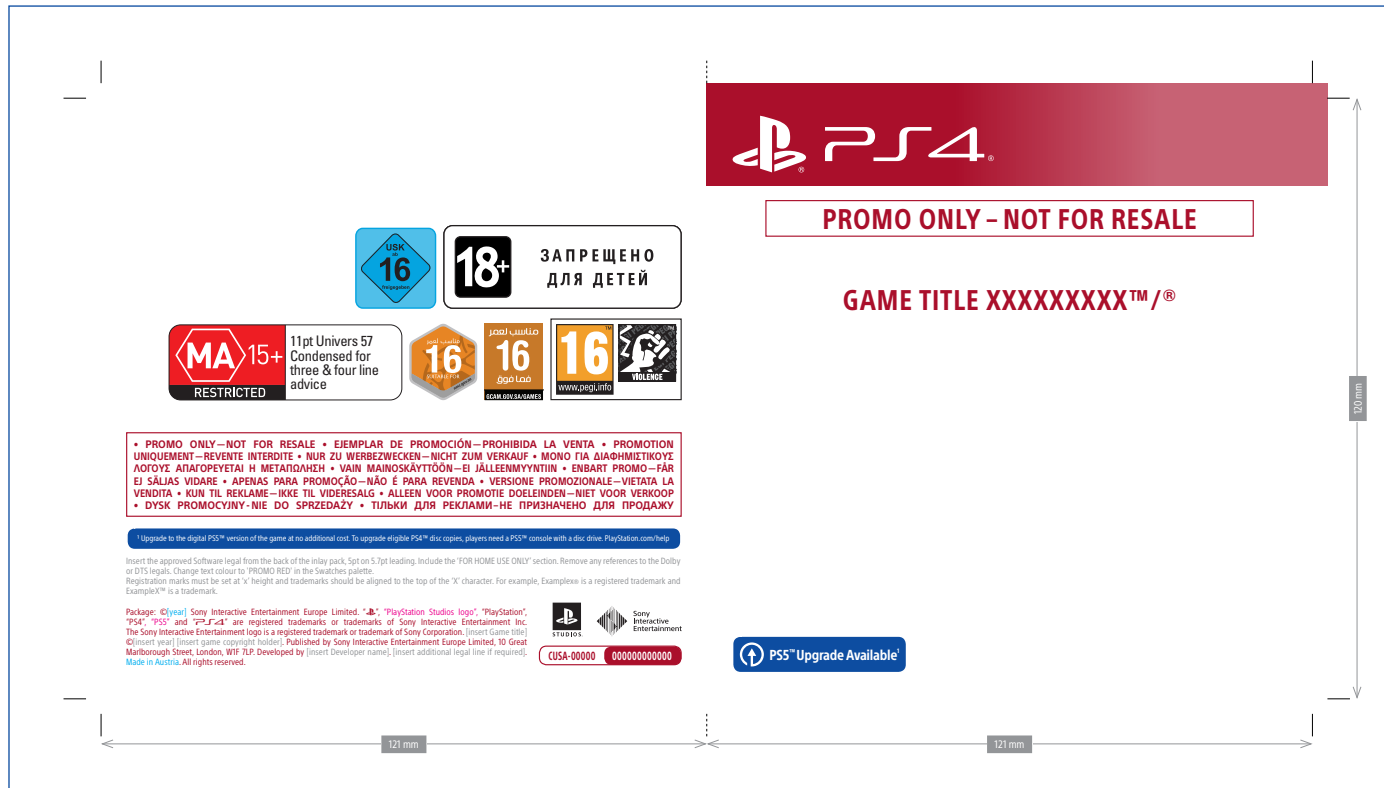 PS4®
PROMO ONLY – NOT FOR RESALE
GAME TITLE XXXXXXXXX™/®
PS5™ Upgrade Available¹
120 mm
121 mm
121 mm
USK
ab
16
freigegeben
18+
ЗАПРЕЩЕНО
ДЛЯ ДЕТЕЙ
MA 15+
RESTRICTED
11pt Univers 57
Condensed for
three & four line
advice
مناسب لعمر
16
SUITABLE FOR
مناسب لعمر
16
فما فوق
GCAM.GOV.SA/GAMES
16
™
www.pegi.info
VIOLENCE
• PROMO ONLY—NOT FOR RESALE • EJEMPLAR DE PROMOCIÓN—PROHIBIDA LA VENTA • PROMOTION
UNIQUEMENT—REVENTE INTERDITE • NUR ZU WERBEZWECKEN—NICHT ZUM VERKAUF • ΜΟΝΟ ΓΙΑ ΔΙΑΦΗΜΙΣΤΙΚΟΥΣ
ΛΟΓΟΥΣ ΑΠΑΓΟΡΕΥΕΤΑΙ Η ΜΕΤΑΠΩΛΗΣΗ • VAIN MAINOSKÄYTTÖÖN—EI JÄLLEENMYYNTIIN • ENBART PROMO—FÅR
EJ SÄLJAS VIDARE • APENAS PARA PROMOÇÃO—NÃO É PARA REVENDA • VERSIONE PROMOZIONALE—VIETATA LA
VENDITA • KUN TIL REKLAME—IKKE TIL VIDERESALG • ALLEEN VOOR PROMOTIE DOELEINDEN—NIET VOOR VERKOOP
• DYSK PROMOCYJNY-NIE DO SPRZEDAŻY • ТІЛЬКИ ДЛЯ РЕКЛАМИ–НЕ ПРИЗНАЧЕНО ДЛЯ ПРОДАЖУ
¹ Upgrade to the digital PS5™ version of the game at no additional cost. To upgrade eligible PS4™ disc copies, players need a PS5™ console with a disc drive. PlayStation.com/help
Insert the approved Software legal from the back of the inlay pack, 5pt on 5.7pt leading. Include the 'FOR HOME USE ONLY' section. Remove any references to the Dolby
or DTS legals. Change text colour to 'PROMO RED' in the Swatches palette.
Registration marks must be set at 'x' height and trademarks should be aligned to the top of the 'X' character. For example, Examplex® is a registered trademark and
ExampleX™ is a trademark.
Package: ©[year] Sony Interactive Entertainment Europe Limited. "", "PlayStation Studios logo", "PlayStation",
"PS4", "PS5" and "PS4" are registered trademarks or trademarks of Sony Interactive Entertainment Inc.
The Sony Interactive Entertainment logo is a registered trademark or trademark of Sony Corporation. [insert Game title]
©[insert year] [insert game copyright holder]. Published by Sony Interactive Entertainment Europe Limited, 10 Great
Marlborough Street, London, W1F 7LP. Developed by [insert Developer name]. [insert additional legal line if required].
Made in Austria. All rights reserved.
STUDIOS
Sony
Interactive
Entertainment
CUSA-00000 000000000000